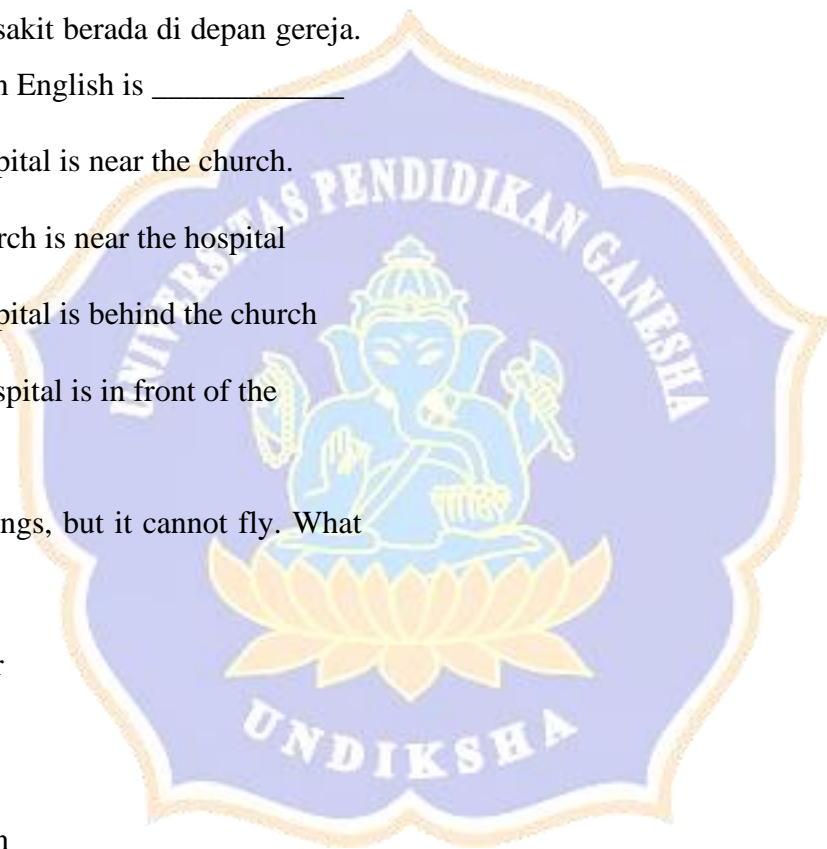 sakit berada di depan gereja.
n English is ____________
pital is near the church.
rch is near the hospital
pital is behind the church
spital is in front of the
ngs, but it cannot fly. What
r
n
UNIVERSITAS PENDIDIKAN GANESHA
UNDIKSHA